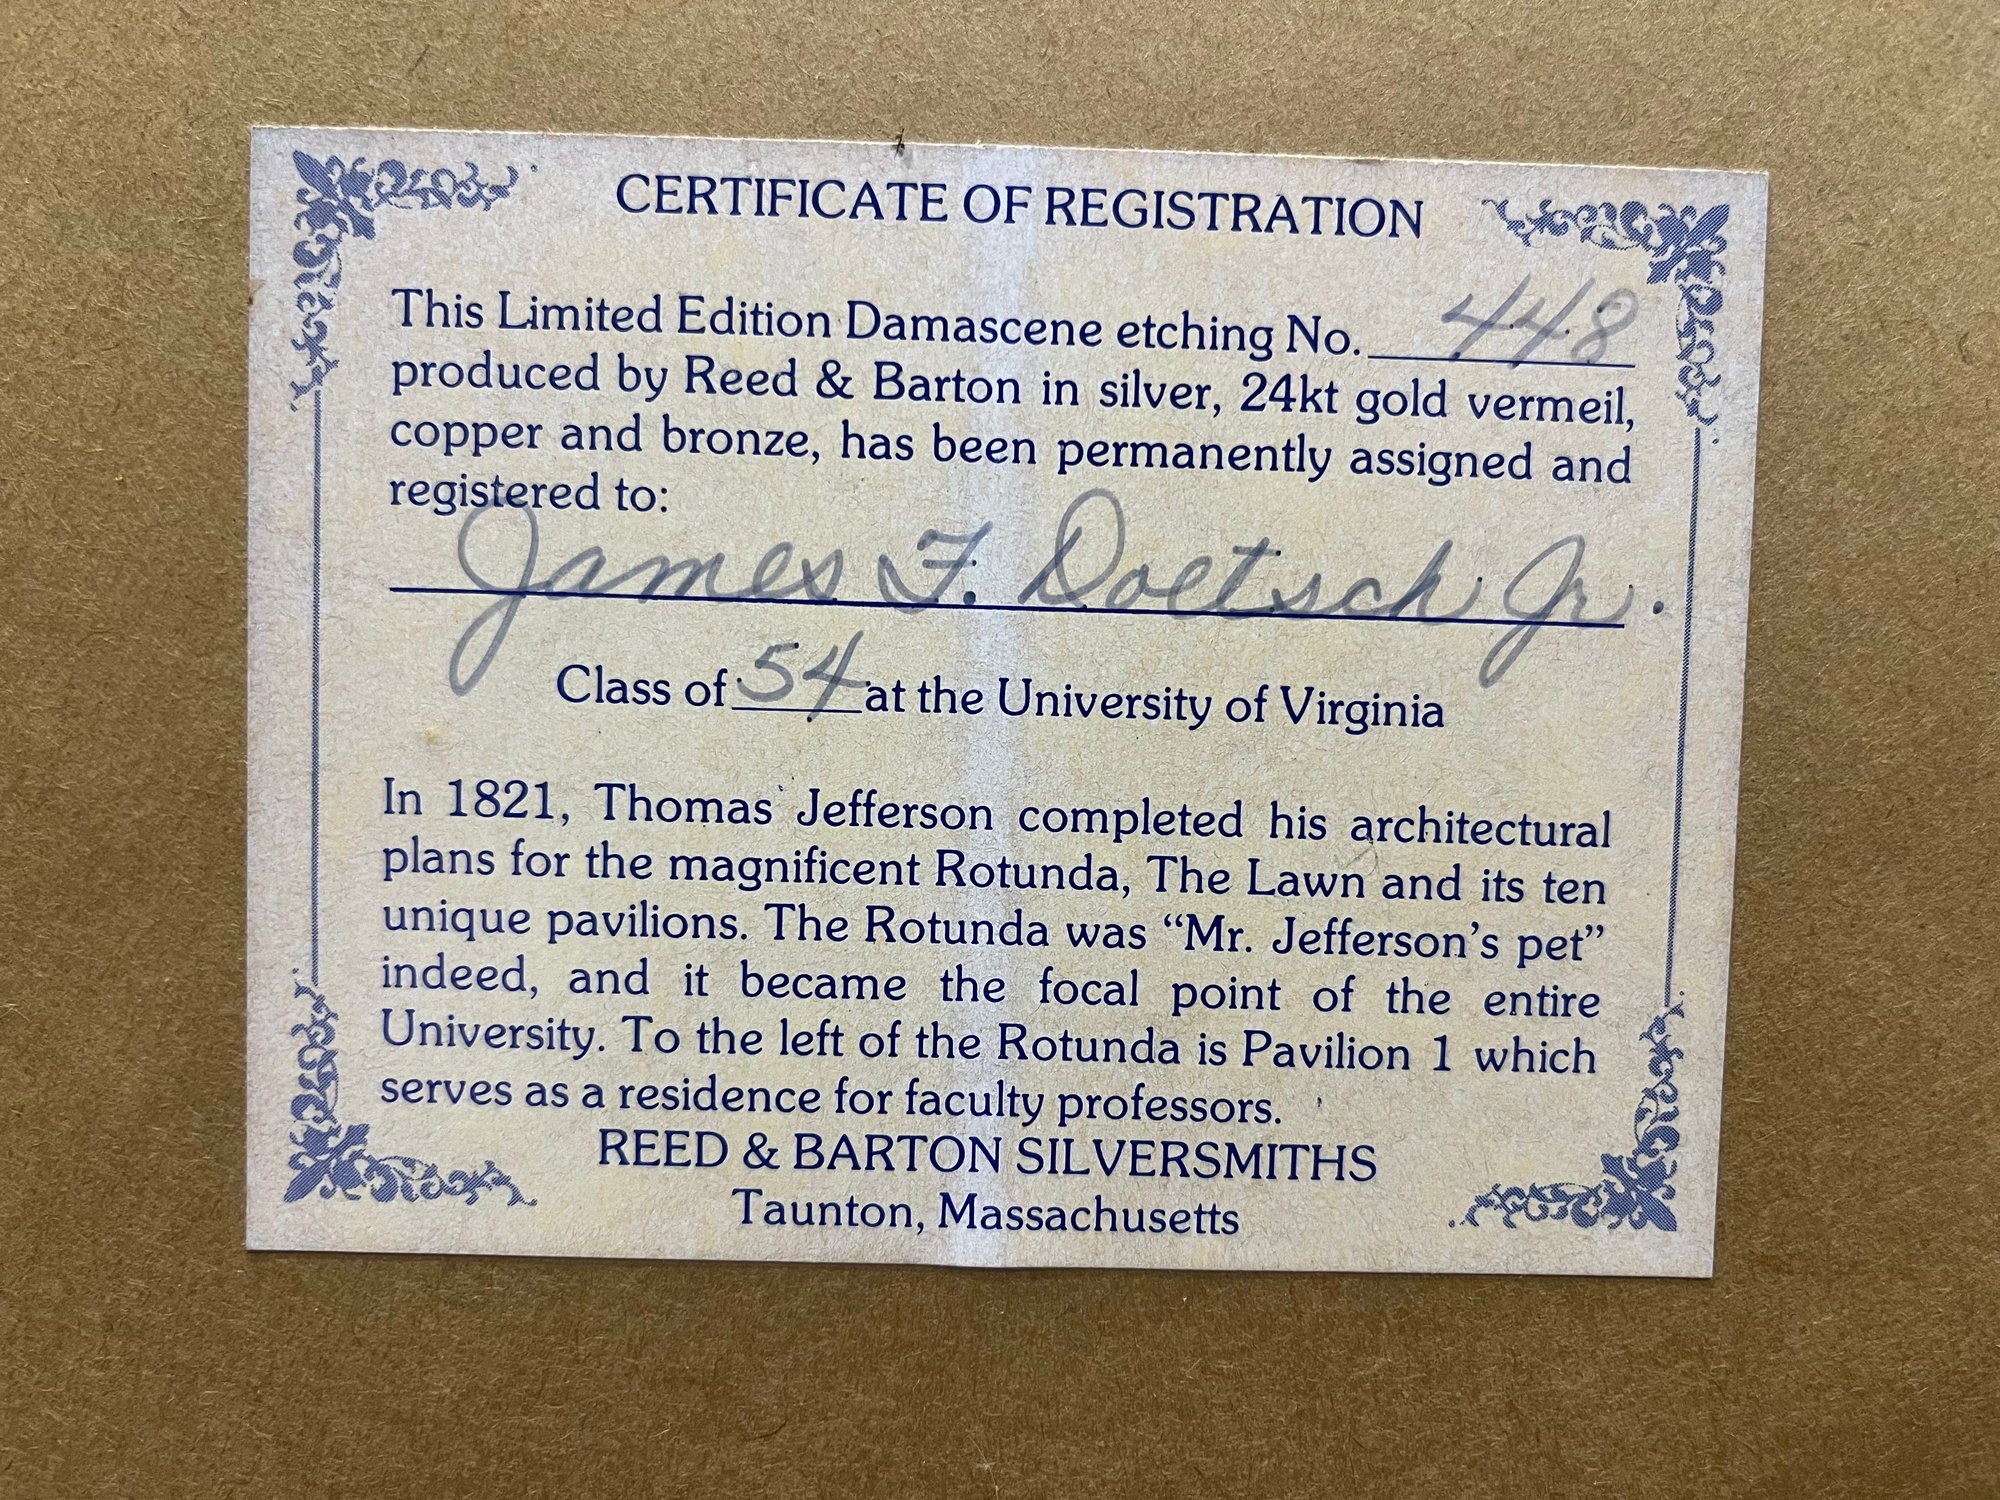 CERTIFICATE OF REGISTRATION
This Limited Edition Damascene etching No. 448
produced by Reed & Barton in silver, 24kt gold vermeil,
copper and bronze, has been permanently assigned and
registered to:
James F. Doetsch Jr.
Class of 54 at the University of Virginia
In 1821, Thomas Jefferson completed his architectural
plans for the magnificent Rotunda, The Lawn and its ten
unique pavilions. The Rotunda was “Mr. Jefferson’s pet”
indeed, and it became the focal point of the entire
University. To the left of the Rotunda is Pavilion 1 which
serves as a residence for faculty professors.
REED & BARTON SILVERSMITHS
Taunton, Massachusetts